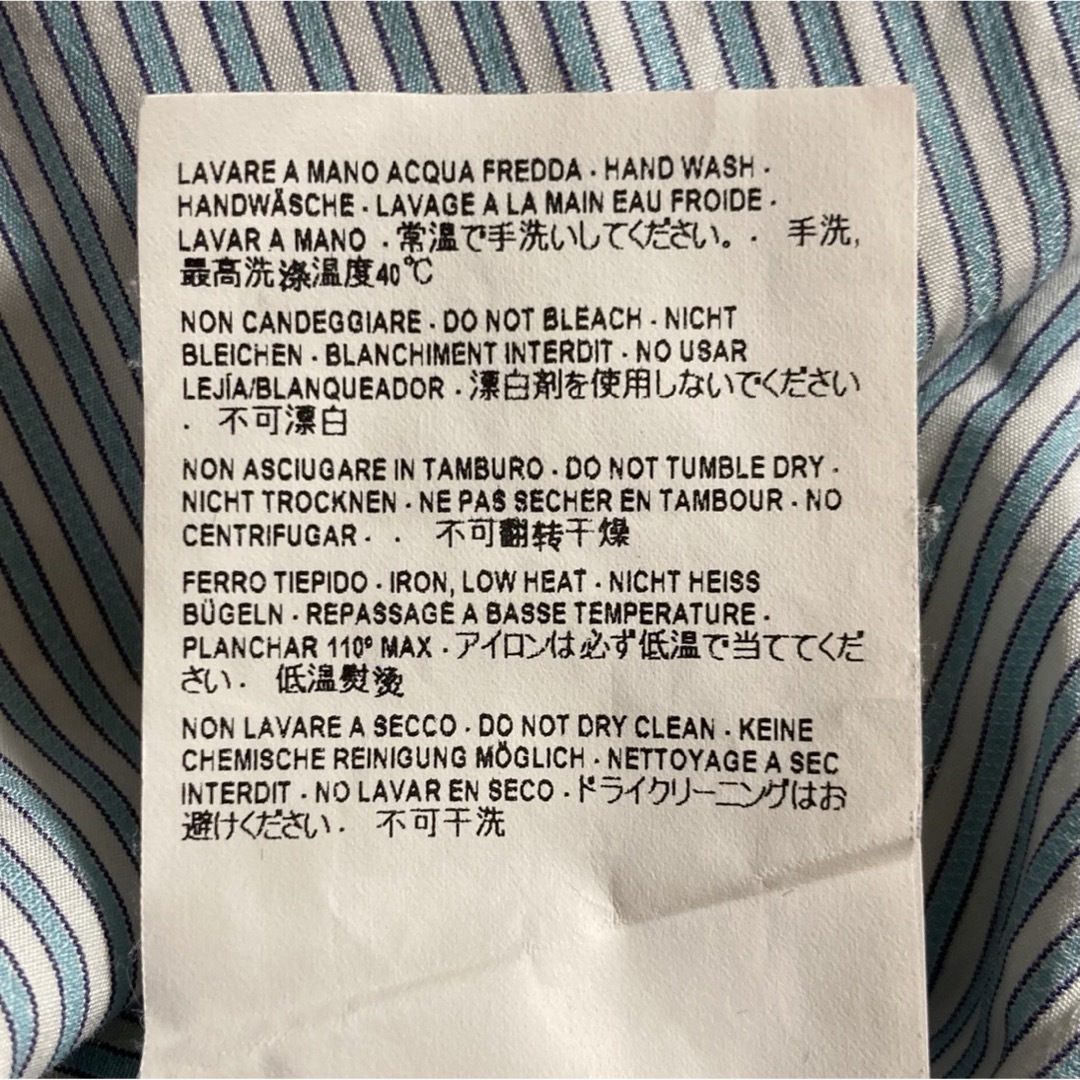 LAVARE A MANO ACQUA FREDDA · HAND WASH ·
HANDWÄSCHE · LAVAGE A LA MAIN EAU FROIDE ·
LAVAR A MANO · 常温で手洗いしてください。· 手洗,
最高洗涤温度40℃
NON CANDEGGIARE · DO NOT BLEACH · NICHT
BLEICHEN · BLANCHIMENT INTERDIT · NO USAR
LEJÍA/BLANQUEADOR · 漂白剤を使用しないでください
· 不可漂白
NON ASCIUGARE IN TAMBURO · DO NOT TUMBLE DRY ·
NICHT TROCKNEN · NE PAS SECHER EN TAMBOUR · NO
CENTRIFUGAR · · 不可翻转干燥
FERRO TIEPIDO · IRON, LOW HEAT · NICHT HEISS
BÜGELN · REPASSAGE A BASSE TEMPERATURE ·
PLANCHAR 110º MAX · アイロンは必ず低温で当ててくだ
さい · 低温熨烫
NON LAVARE A SECCO · DO NOT DRY CLEAN · KEINE
CHEMISCHE REINIGUNG MÖGLICH · NETTOYAGE A SEC
INTERDIT · NO LAVAR EN SECO · ドライクリーニングはお
避けください · 不可干洗